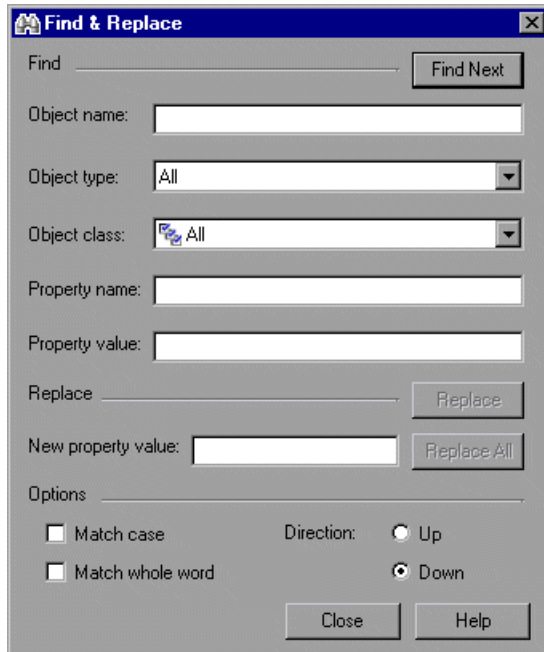 Find & Replace
Find
Find Next
Object name:
Object type: All
Object class: All
Property name:
Property value:
Replace
Replace
New property value:
Replace All
Options
Match case Direction: Up
Match whole word Down
Close Help